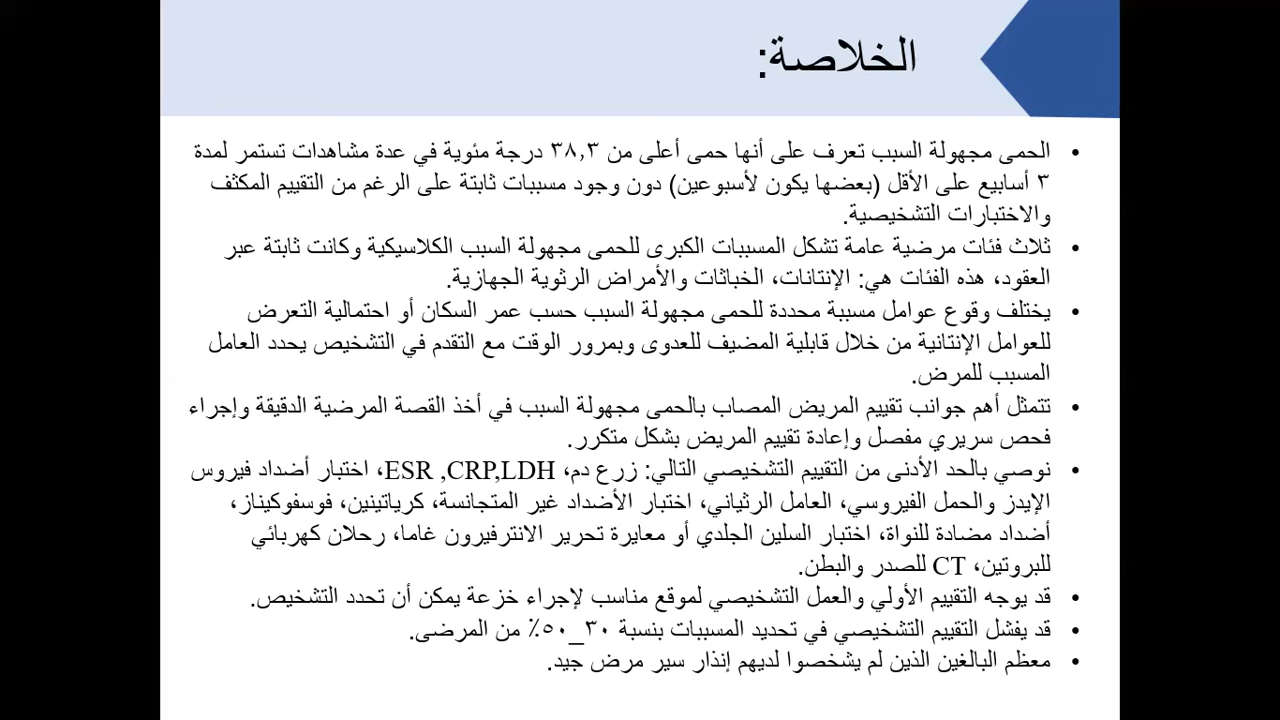 الخلاصة:
• الحمى مجهولة السبب تعرف على أنها حمى أعلى من ٣٨,٣ درجة مئوية في عدة مشاهدات تستمر لمدة
٣ أسابيع على الأقل (بعضها يكون لأسبوعين) دون وجود مسببات ثابتة على الرغم من التقييم المكثف
والاختبارات التشخيصية.
• ثلاث فئات مرضية عامة تشكل المسببات الكبرى للحمى مجهولة السبب الكلاسيكية وكانت ثابتة عبر
العقود، هذه الفئات هي: الإنتانات، الخباثات والأمراض الرثوية الجهازية.
• يختلف وقوع عوامل مسببة محددة للحمى مجهولة السبب حسب عمر السكان أو احتمالية التعرض
للعوامل الإنتانية من خلال قابلية المضيف للعدوى وبمرور الوقت مع التقدم في التشخيص يحدد العامل
المسبب للمرض.
• تتمثل أهم جوانب تقييم المريض المصاب بالحمى مجهولة السبب في أخذ القصة المرضية الدقيقة وإجراء
فحص سريري مفصل وإعادة تقييم المريض بشكل متكرر.
• نوصي بالحد الأدنى من التقييم التشخيصي التالي: زرع دم، ESR ,CRP,LDH، اختبار أضداد فيروس
الإيدز والحمل الفيروسي، العامل الرثياني، اختبار الأضداد غير المتجانسة، كرياتينين، فوسفوكيناز،
أضداد مضادة للنواة، اختبار السلين الجلدي أو معايرة تحرير الانترفيرون غاما، رحلان كهربائي
للبروتين، CT للصدر والبطن.
• قد يوجه التقييم الأولي والعمل التشخيصي لموقع مناسب لإجراء خزعة يمكن أن تحدد التشخيص.
• قد يفشل التقييم التشخيصي في تحديد المسببات بنسبة ٣٠_٥٠٪ من المرضى.
• معظم البالغين الذين لم يشخصوا لديهم إنذار سير مرض جيد.